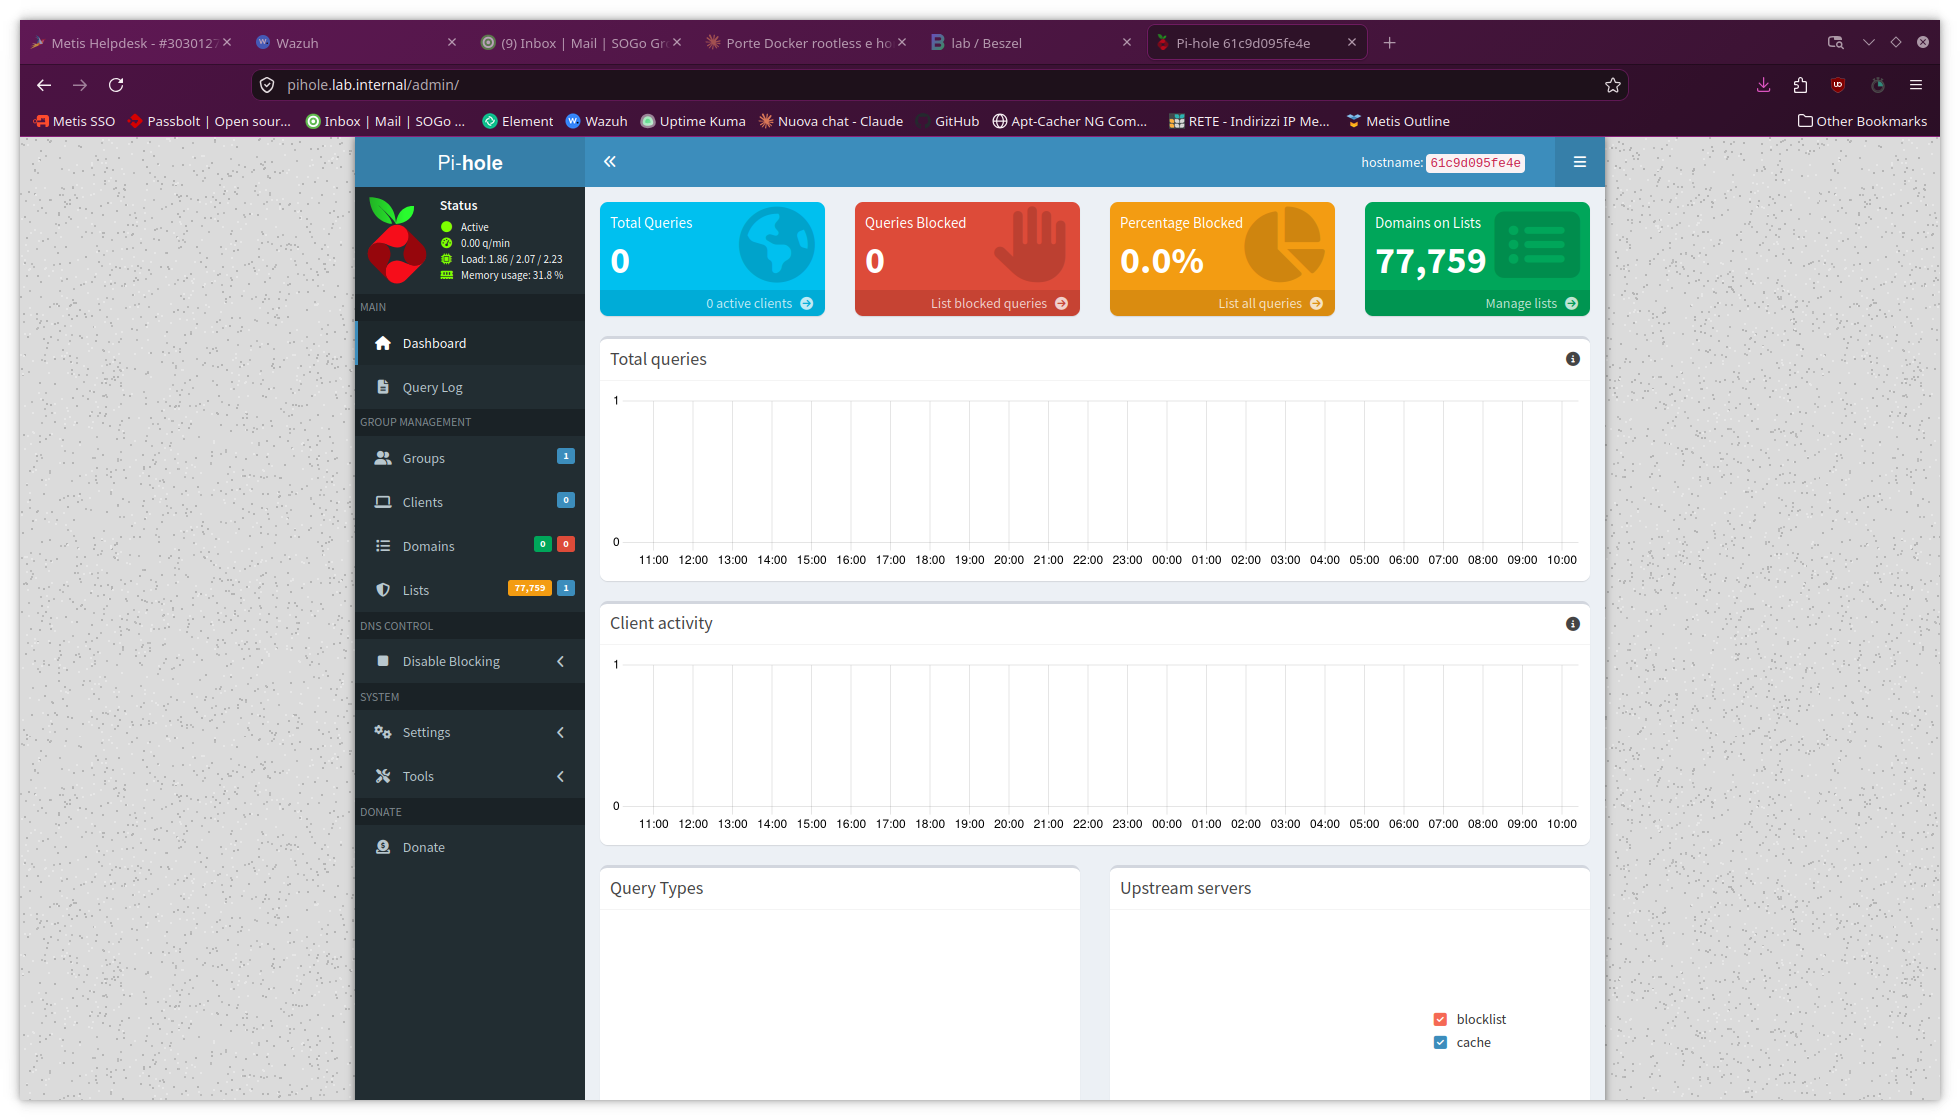 Metis Helpdesk - #3030127
Wazuh
(9) Inbox | Mail | SOGo Gr
Porte Docker rootless e ho
lab / Beszel
Pi-hole 61c9d095fe4e
pihole.lab.internal/admin/
Metis SSO
Passbolt | Open sour...
Inbox | Mail | SOGo ...
Element
Wazuh
Uptime Kuma
Nuova chat - Claude
GitHub
Apt-Cacher NG Com...
RETE - Indirizzi IP Me...
Metis Outline
Other Bookmarks
Pi-hole
hostname: 61c9d095fe4e
Status
Active
0.00 q/min
Load: 1.86 / 2.07 / 2.23
Memory usage: 31.8 %
MAIN
Dashboard
Query Log
GROUP MANAGEMENT
Groups 1
Clients 0
Domains 0 0
Lists 77,759 1
DNS CONTROL
Disable Blocking
SYSTEM
Settings
Tools
DONATE
Donate
Total Queries
0
0 active clients
Queries Blocked
0
List blocked queries
Percentage Blocked
0.0%
List all queries
Domains on Lists
77,759
Manage lists
Total queries
1
0
11:00 12:00 13:00 14:00 15:00 16:00 17:00 18:00 19:00 20:00 21:00 22:00 23:00 00:00 01:00 02:00 03:00 04:00 05:00 06:00 07:00 08:00 09:00 10:00
Client activity
1
0
11:00 12:00 13:00 14:00 15:00 16:00 17:00 18:00 19:00 20:00 21:00 22:00 23:00 00:00 01:00 02:00 03:00 04:00 05:00 06:00 07:00 08:00 09:00 10:00
Query Types
Upstream servers
blocklist
cache